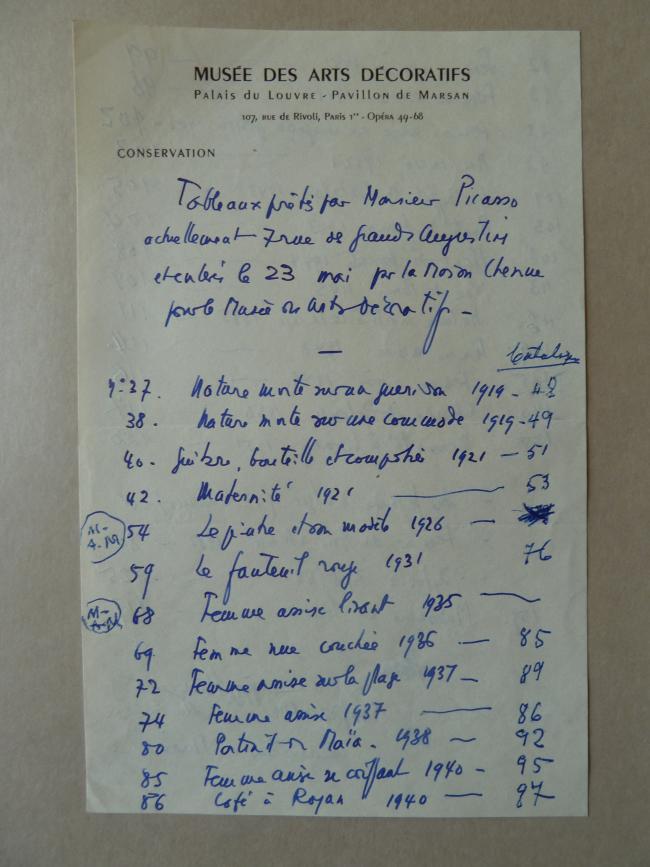 MUSÉE DES ARTS DÉCORATIFS
Palais du Louvre - Pavillon de Marsan
107, rue de Rivoli, Paris 1er - Opéra 49-68
CONSERVATION
Tableaux prêtés par Monsieur Picasso
actuellement 7 rue de grands Augustins
et enlevés le 23 mai par la Maison Chenue
pour le Musée des Arts Décoratifs -
Catalogue
n° 37. Nature morte sur un gueridon 1919 -
38. Nature morte sur une commode 1919 - 49
40. Guitare, bouteille et compotier 1921 - 51
42. Maternité 1921 53
M-A.M 54 Le peintre et son modèle 1926 -
59 Le fauteuil rouge 1931 76
M-A.M 68 Femme assise lisant 1935
69 Femme nue couchée 1936 - 85
72 Femme assise sur la plage 1937 - 89
74 Femme assise 1937 - 86
80 Portrait de Maïa. 1938 - 92
85 Femme assise se coiffant 1940 - 95
86 Café à Royan 1940 - 97